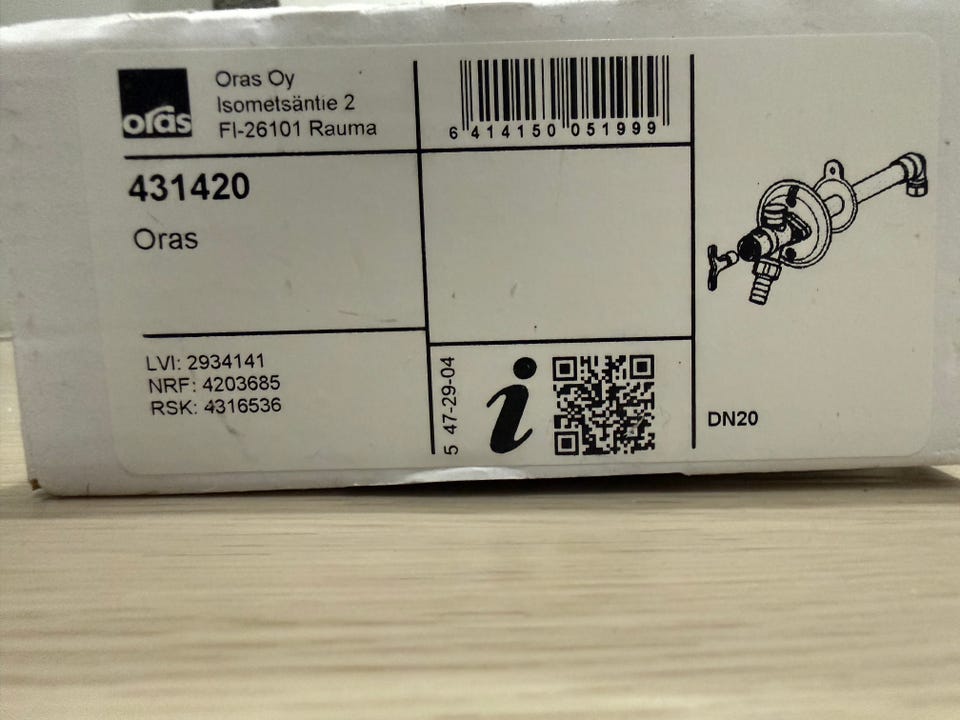 oras
Oras Oy
Isometsäntie 2
FI-26101 Rauma
6 414150 051999
431420
Oras
LVI: 2934141
NRF: 4203685
RSK: 4316536
5 47-29-04
i
DN20